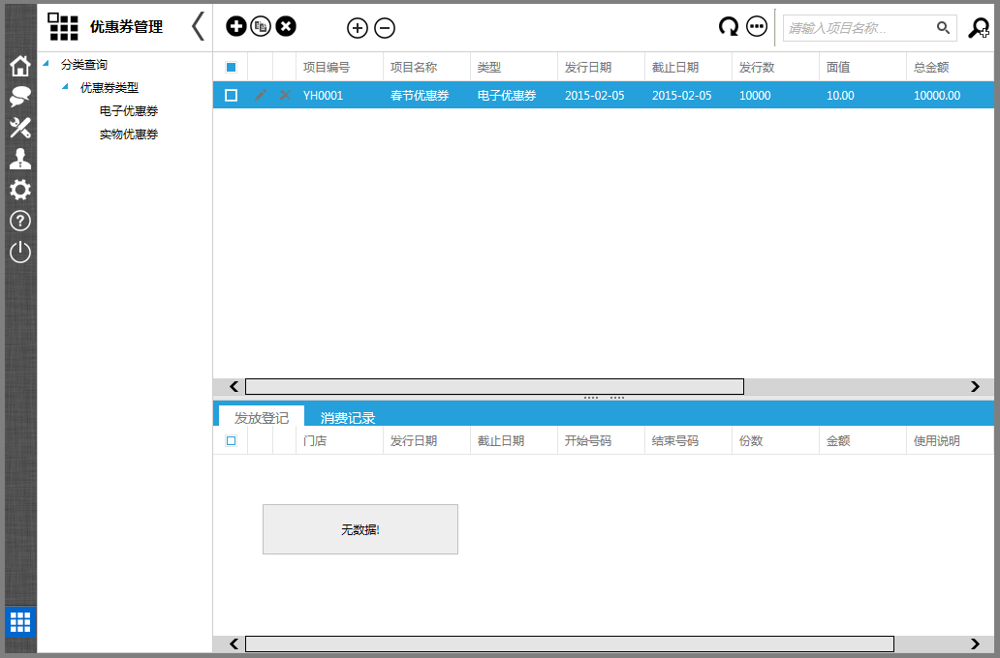 优惠券管理
请输入项目名称...
分类查询
优惠券类型
电子优惠券
实物优惠券
项目编号 项目名称 类型 发行日期 截止日期 发行数 面值 总金额
YH0001 春节优惠券 电子优惠券 2015-02-05 2015-02-05 10000 10.00 10000.00
发放登记 消费记录
门店 发行日期 截止日期 开始号码 结束号码 份数 金额 使用说明
无数据!